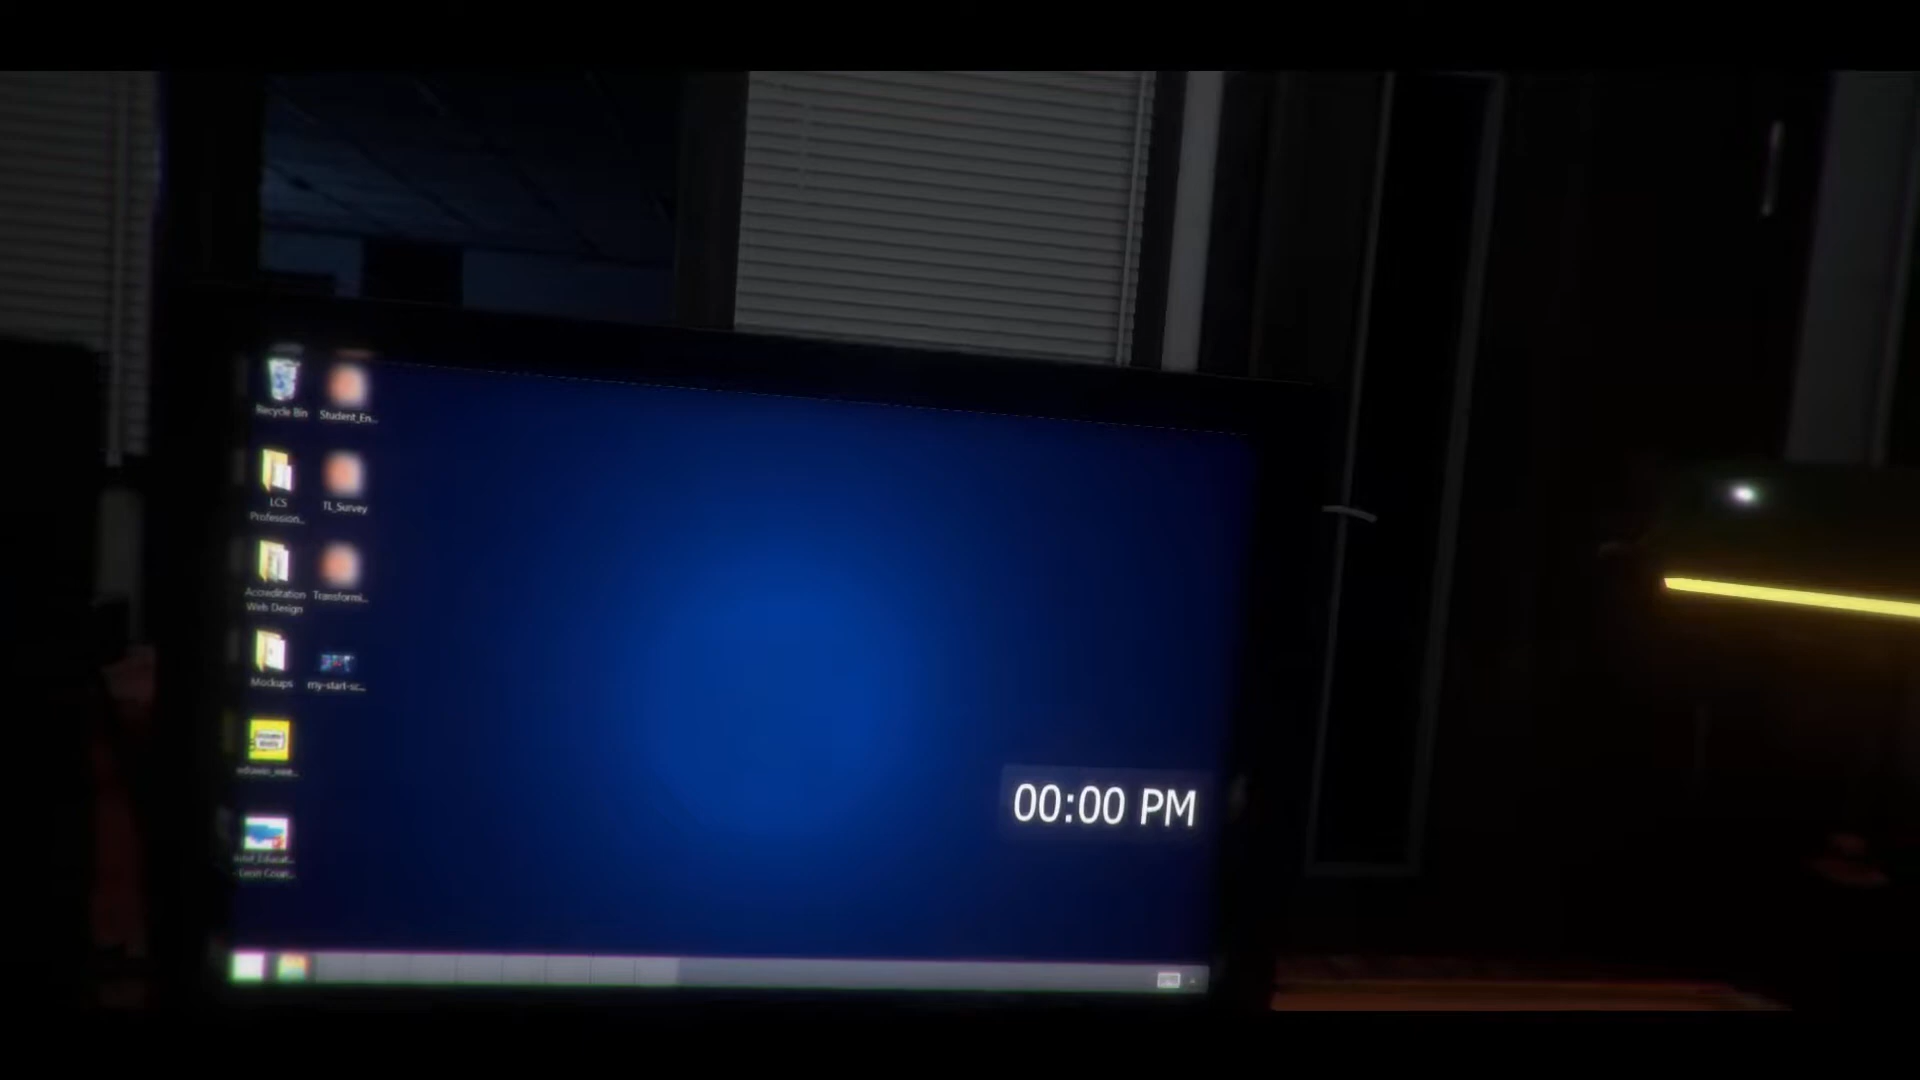 Recycle Bin
Student_En...
LCS
Profession...
TL_Survey
Accreditation
Web Design
Transformi...
Mockups
my-start-sc...
00:00 PM